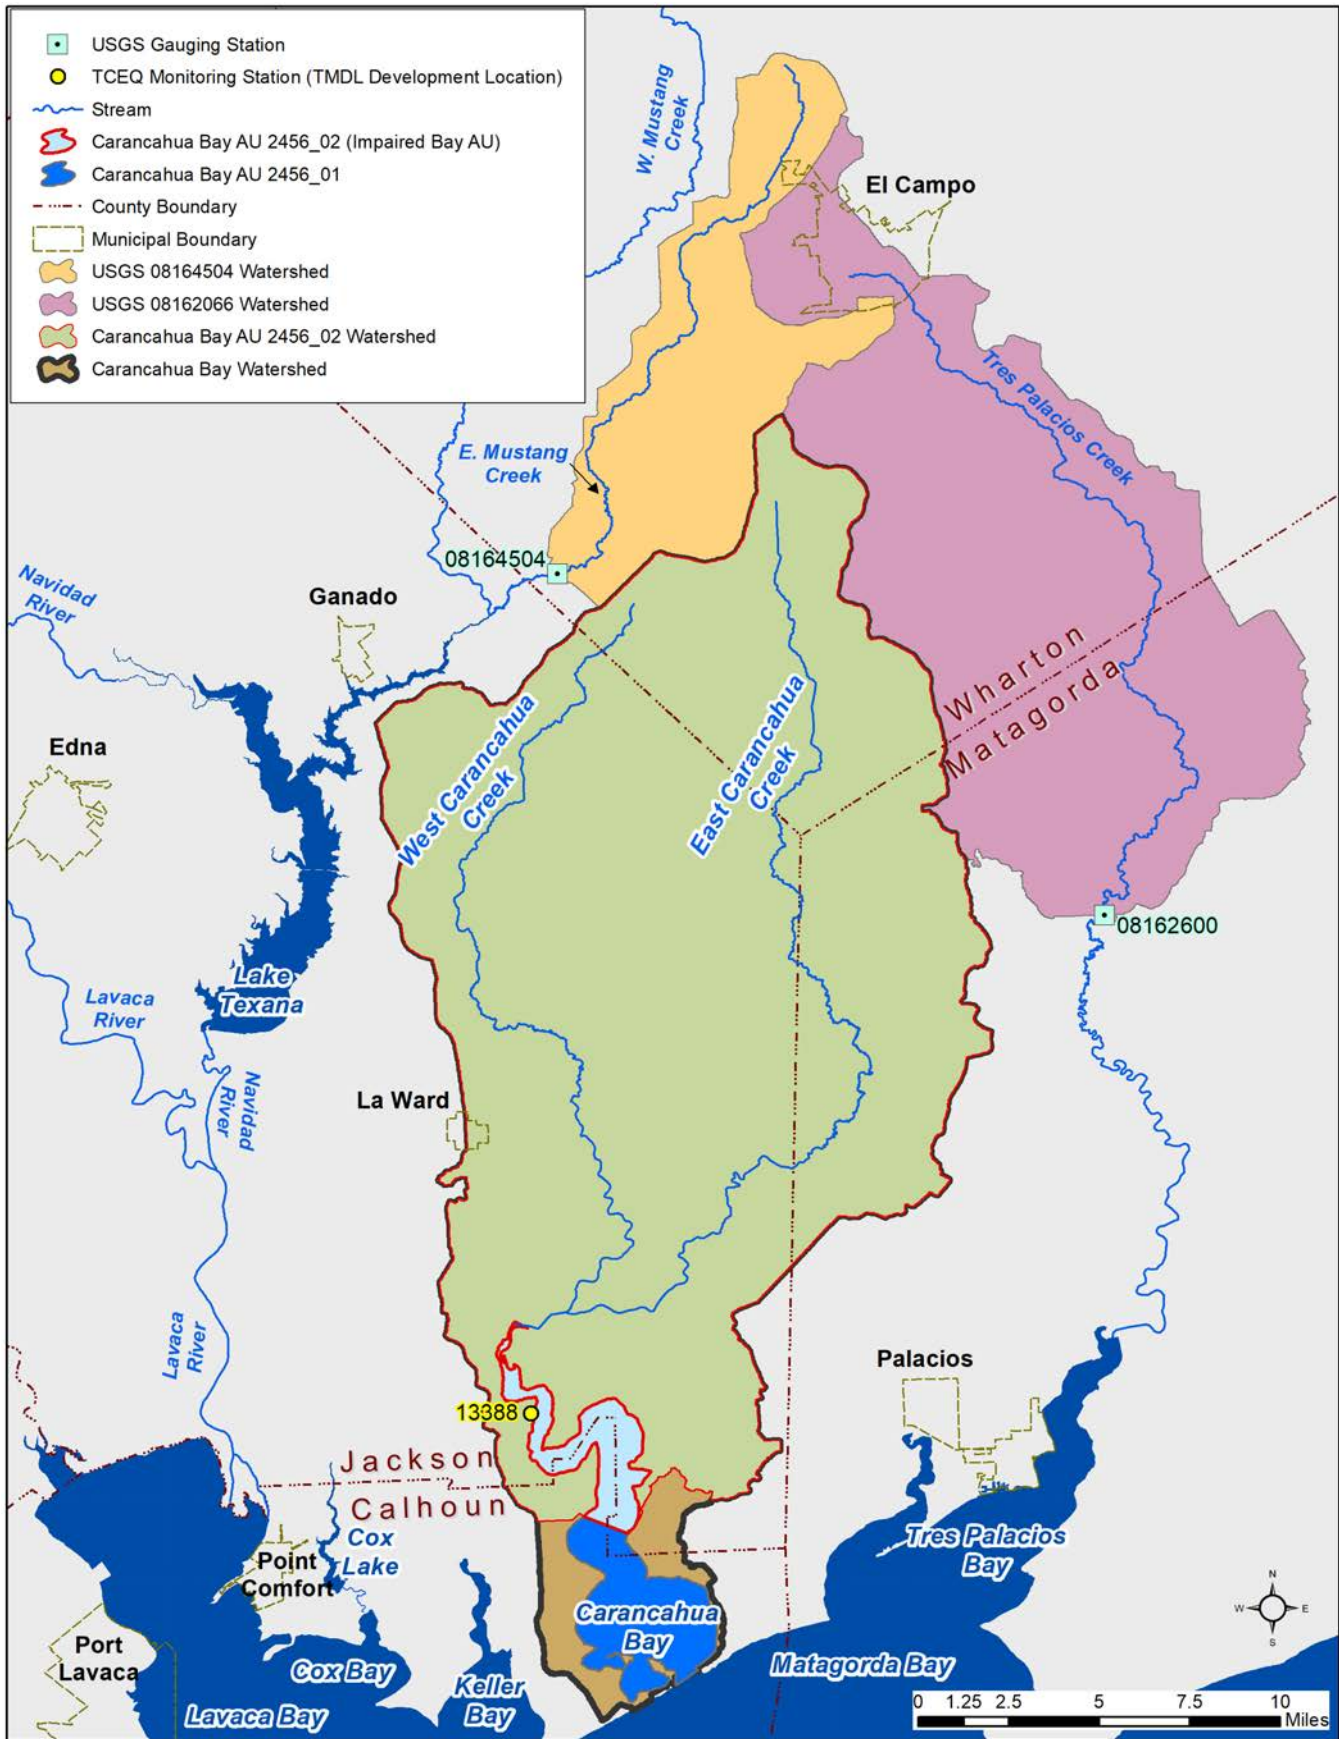 USGS Gauging Station
TCEQ Monitoring Station (TMDL Development Location)
Stream
Carancahua Bay AU 2456_02 (Impaired Bay AU)
Carancahua Bay AU 2456_01
County Boundary
Municipal Boundary
USGS 08164504 Watershed
USGS 08162066 Watershed
Carancahua Bay AU 2456_02 Watershed
Carancahua Bay Watershed
W. Mustang
Creek
El Campo
Tres Palacios Creek
E. Mustang
Creek
08164504
Navidad
River
Ganado
Wharton
Matagorda
West Carancahua
Creek
East Carancahua
Creek
Edna
08162600
Lake
Texana
Lavaca
River
Navidad
River
La Ward
Lavaca
River
Palacios
13388
Jackson
Calhoun
Cox
Lake
Point
Comfort
Tres Palacios
Bay
Carancahua
Bay
Port
Lavaca
Cox Bay
Keller
Bay
Matagorda Bay
Lavaca Bay
N
W
E
S
0 1.25 2.5 5 7.5 10
Miles